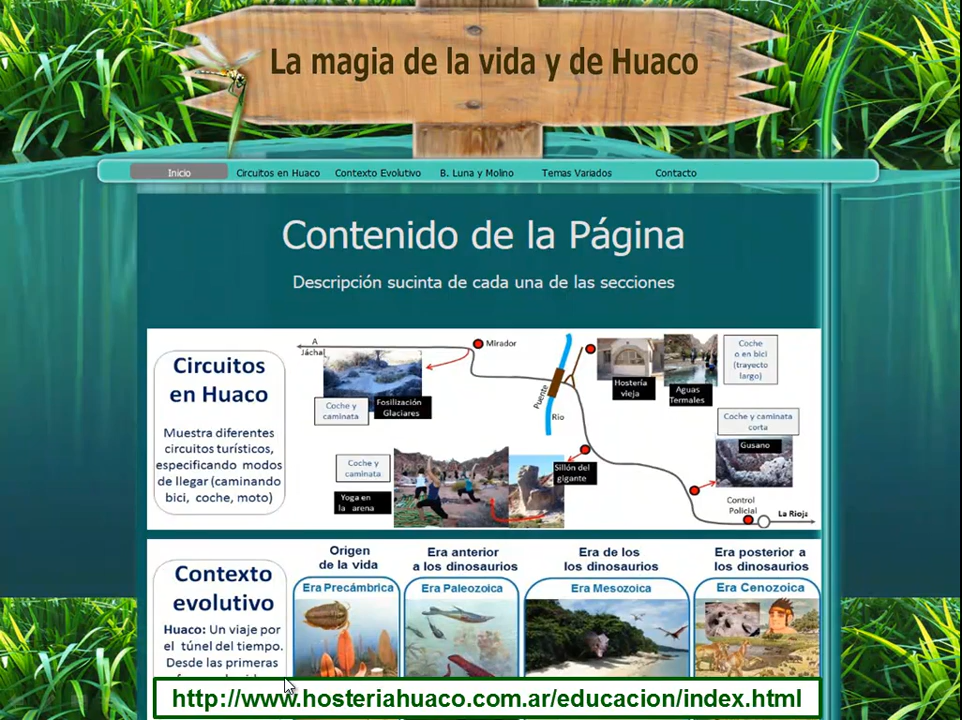 La magia de la vida y de Huaco
Inicio
Circuitos en Huaco
Contexto Evolutivo
B. Luna y Molino
Temas Variados
Contacto
Contenido de la Página
Descripción sucinta de cada una de las secciones
Circuitos
en Huaco
Muestra diferentes
circuitos turísticos,
especificando modos
de llegar (caminando
bici, coche, moto)
A
Jáchal
Mirador
Coche y
caminata
Fosilización
Glaciares
Puente
Río
Hostería
vieja
Aguas
Termales
Coche
o en bici
(trayecto
largo)
Coche y caminata
corta
Gusano
Coche y
caminata
Yoga en
la arena
Sillón del
gigante
Control
Policial
La Rioja
Contexto
evolutivo
Huaco: Un viaje por
el túnel del tiempo.
Desde las primeras
Origen
de la vida
Era Precámbrica
Era anterior
a los dinosaurios
Era Paleozoica
Era de los
dinosaurios
Era Mesozoica
Era posterior a
los dinosaurios
Era Cenozoica
http://www.hosteriahuaco.com.ar/educacion/index.html